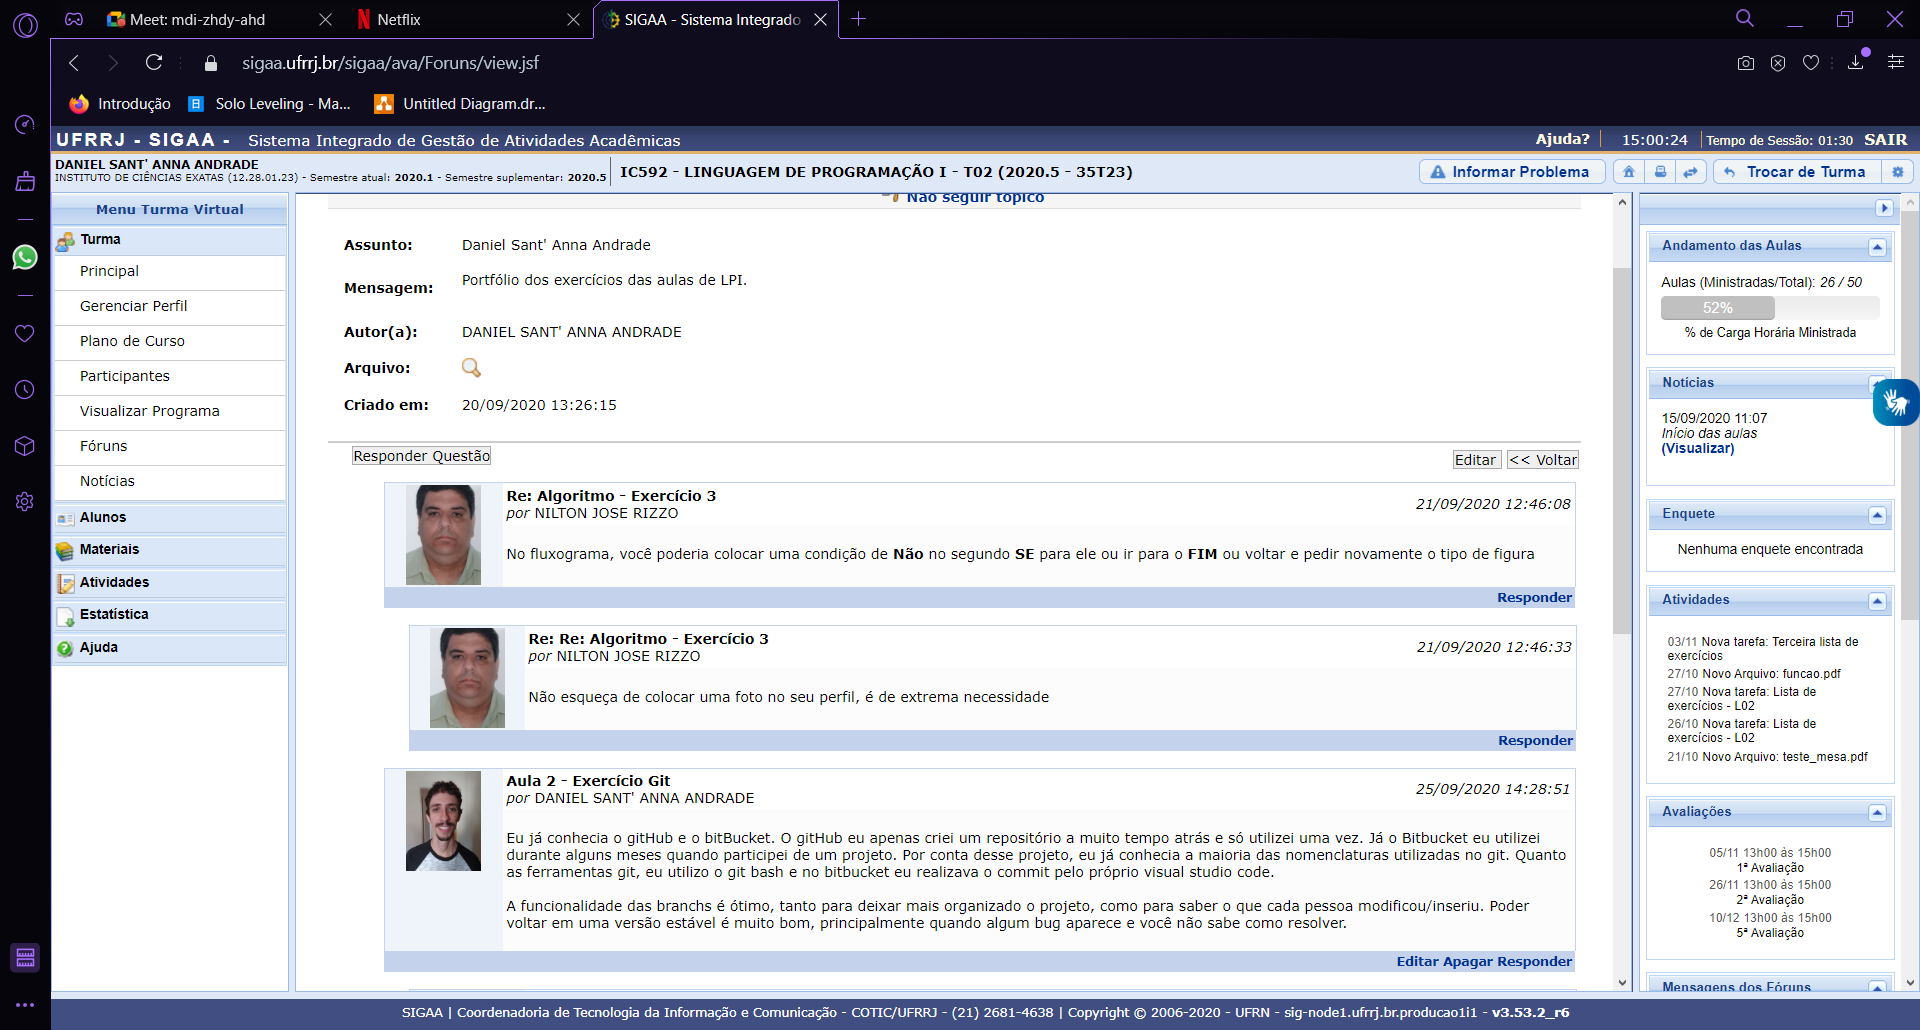 Meet: mdi-zhdy-ahd
Netflix
SIGAA - Sistema Integrado
sigaa.ufrrj.br/sigaa/ava/Foruns/view.jsf
Introdução
Solo Leveling - Ma...
Untitled Diagram.dr...
UFRRJ - SIGAA - Sistema Integrado de Gestão de Atividades Acadêmicas
Ajuda? 15:00:24 Tempo de Sessão: 01:30 SAIR
DANIEL SANT' ANNA ANDRADE
INSTITUTO DE CIÊNCIAS EXATAS (12.28.01.23) - Semestre atual: 2020.1 - Semestre suplementar: 2020.5
IC592 - LINGUAGEM DE PROGRAMAÇÃO I - T02 (2020.5 - 35T23)
Informar Problema
Trocar de Turma
Menu Turma Virtual
Turma
Principal
Gerenciar Perfil
Plano de Curso
Participantes
Visualizar Programa
Fóruns
Notícias
Alunos
Materiais
Atividades
Estatística
Ajuda
Não seguir tópico
Assunto: Daniel Sant' Anna Andrade
Mensagem: Portfólio dos exercícios das aulas de LPI.
Autor(a): DANIEL SANT' ANNA ANDRADE
Arquivo:
Criado em: 20/09/2020 13:26:15
Responder Questão
Editar << Voltar
Re: Algoritmo - Exercício 3
por NILTON JOSE RIZZO
21/09/2020 12:46:08
No fluxograma, você poderia colocar uma condição de Não no segundo SE para ele ou ir para o FIM ou voltar e pedir novamente o tipo de figura
Responder
Re: Re: Algoritmo - Exercício 3
por NILTON JOSE RIZZO
21/09/2020 12:46:33
Não esqueça de colocar uma foto no seu perfil, é de extrema necessidade
Responder
Aula 2 - Exercício Git
por DANIEL SANT' ANNA ANDRADE
25/09/2020 14:28:51
Eu já conhecia o gitHub e o bitBucket. O gitHub eu apenas criei um repositório a muito tempo atrás e só utilizei uma vez. Já o Bitbucket eu utilizei
durante alguns meses quando participei de um projeto. Por conta desse projeto, eu já conhecia a maioria das nomenclaturas utilizadas no git. Quanto
as ferramentas git, eu utilizo o git bash e no bitbucket eu realizava o commit pelo próprio visual studio code.
A funcionalidade das branchs é ótimo, tanto para deixar mais organizado o projeto, como para saber o que cada pessoa modificou/inseriu. Poder
voltar em uma versão estável é muito bom, principalmente quando algum bug aparece e você não sabe como resolver.
Editar Apagar Responder
Andamento das Aulas
Aulas (Ministradas/Total): 26 / 50
52%
% de Carga Horária Ministrada
Notícias
15/09/2020 11:07
Início das aulas
(Visualizar)
Enquete
Nenhuma enquete encontrada
Atividades
03/11 Nova tarefa: Terceira lista de
exercícios
27/10 Novo Arquivo: funcao.pdf
27/10 Nova tarefa: Lista de
exercícios - L02
26/10 Nova tarefa: Lista de
exercícios - L02
21/10 Novo Arquivo: teste_mesa.pdf
Avaliações
05/11 13h00 às 15h00
1ª Avaliação
26/11 13h00 às 15h00
2ª Avaliação
10/12 13h00 às 15h00
5ª Avaliação
Mensagens dos Fóruns
SIGAA | Coordenadoria de Tecnologia da Informação e Comunicação - COTIC/UFRRJ - (21) 2681-4638 | Copyright © 2006-2020 - UFRN - sig-node1.ufrrj.br.producao1i1 - v3.53.2_r6